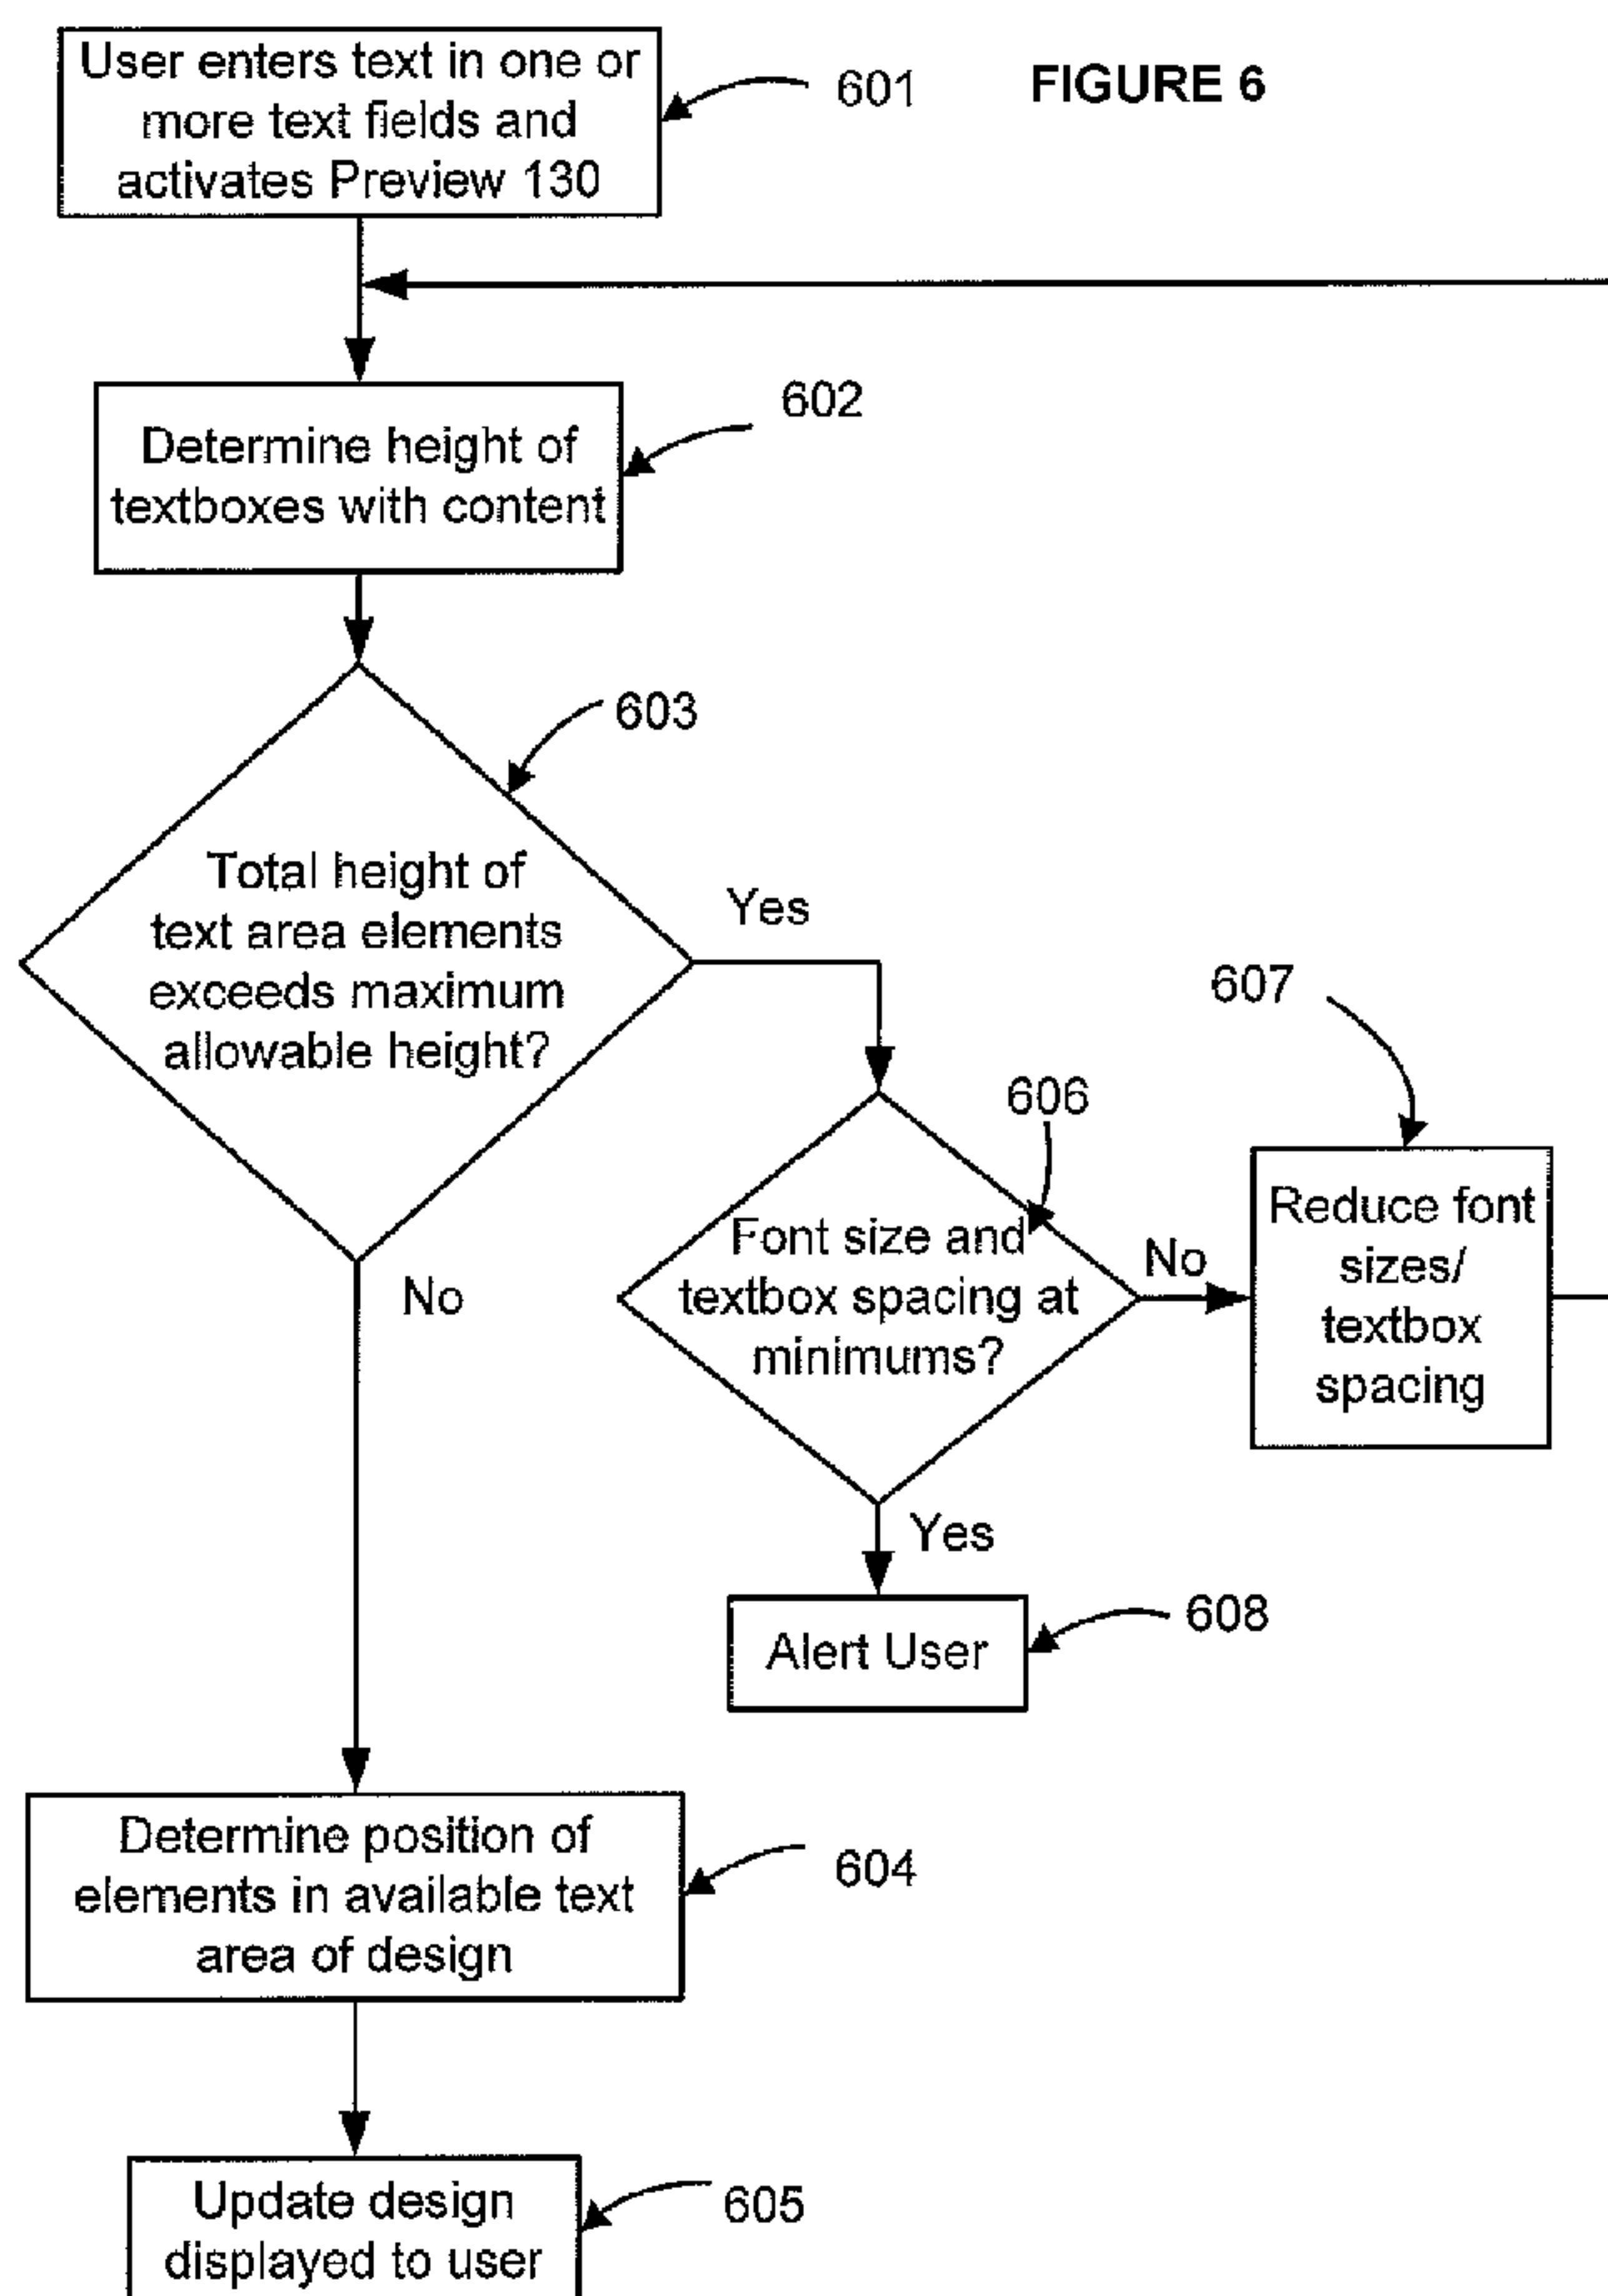 User enters text in one or
more text fields and
activates Preview 130
601
FIGURE 6
602
Determine height of
textboxes with content
603
Total height of
text area elements
exceeds maximum
allowable height?
Yes
No
606
Font size and
textbox spacing at
minimums?
No
607
Reduce font
sizes/
textbox
spacing
Yes
Alert User
608
Determine position of
elements in available text
area of design
604
Update design
displayed to user
605